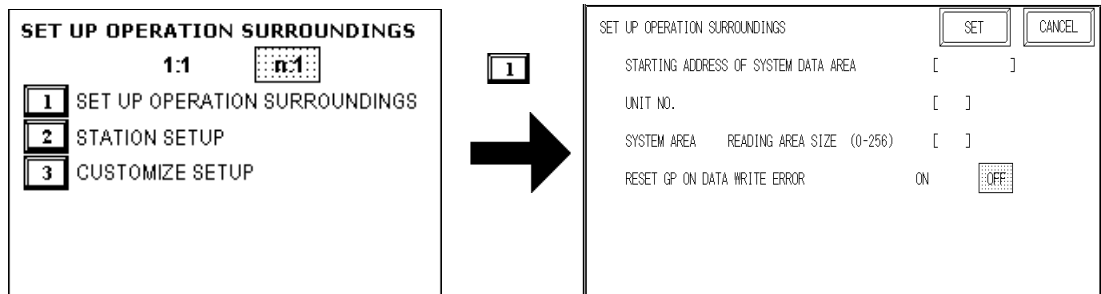 SET UP OPERATION SURROUNDINGS
1:1 n:1
1 SET UP OPERATION SURROUNDINGS
2 STATION SETUP
3 CUSTOMIZE SETUP
1
SET UP OPERATION SURROUNDINGS SET CANCEL
STARTING ADDRESS OF SYSTEM DATA AREA [ ]
UNIT NO. [ ]
SYSTEM AREA READING AREA SIZE (0-256) [ ]
RESET GP ON DATA WRITE ERROR ON OFF